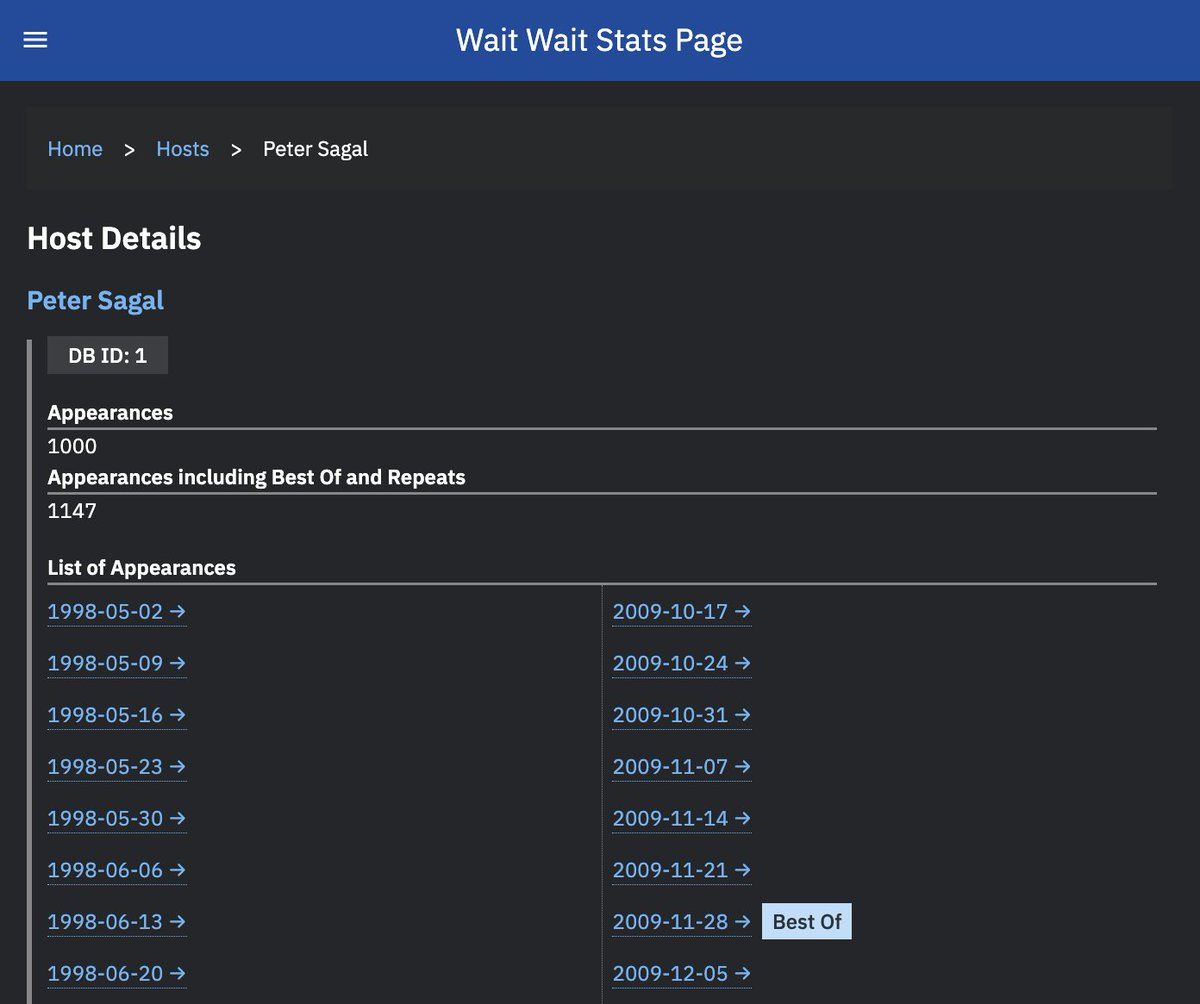 Wait Wait Stats Page
Home > Hosts > Peter Sagal
Host Details
Peter Sagal
DB ID: 1
Appearances
1000
Appearances including Best Of and Repeats
1147
List of Appearances
1998-05-02 →
1998-05-09 →
1998-05-16 →
1998-05-23 →
1998-05-30 →
1998-06-06 →
1998-06-13 →
1998-06-20 →
2009-10-17 →
2009-10-24 →
2009-10-31 →
2009-11-07 →
2009-11-14 →
2009-11-21 →
2009-11-28 → Best Of
2009-12-05 →